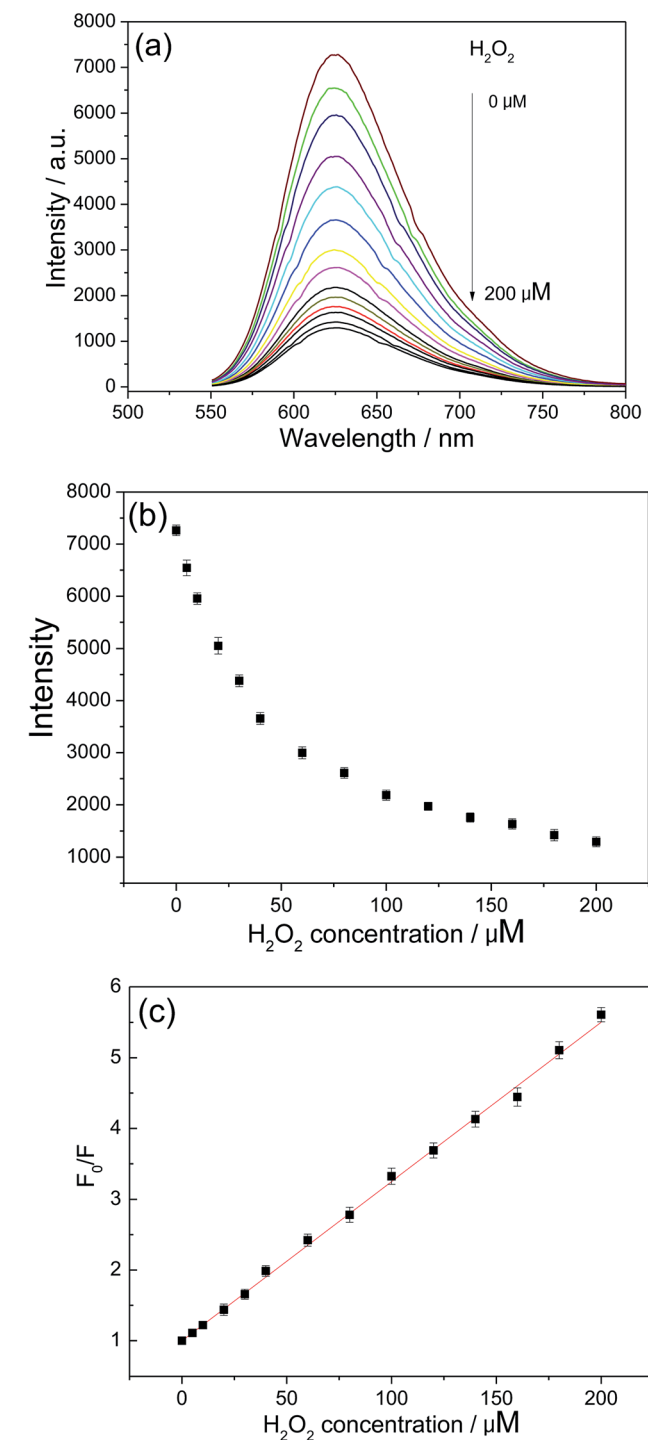 (a)
H₂O₂
0 µM
200 µM
8000
7000
6000
5000
4000
3000
2000
1000
0
Intensity / a.u.
500 550 600 650 700 750 800
Wavelength / nm
(b)
8000
7000
6000
5000
4000
3000
2000
1000
Intensity
0 50 100 150 200
H₂O₂ concentration / µM
(c)
6
5
4
3
2
1
F₀/F
0 50 100 150 200
H₂O₂ concentration / µM